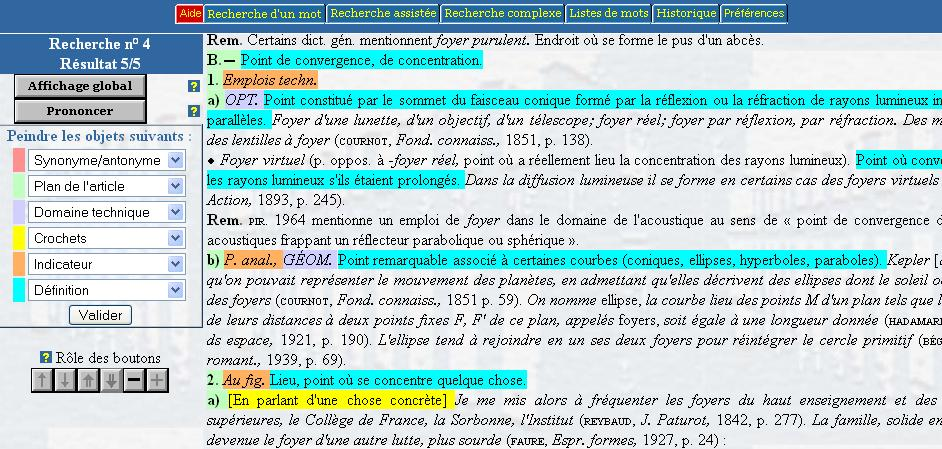 Aide Recherche d'un mot Recherche assistée Recherche complexe Listes de mots Historique Préférences
Recherche nº 4
Résultat 5/5
Affichage global ?
Prononcer ?
Peindre les objets suivants :
Synonyme/antonyme
Plan de l'article
Domaine technique
Crochets
Indicateur
Définition
Valider
? Rôle des boutons
Rem. Certains dict. gén. mentionnent foyer purulent. Endroit où se forme le pus d'un abcès.
B. — Point de convergence, de concentration.
1. Emplois techn.
a) OPT. Point constitué par le sommet du faisceau conique formé par la réflexion ou la réfraction de rayons lumineux in
parallèles. Foyer d'une lunette, d'un objectif, d'un télescope; foyer réel; foyer par réflexion, par réfraction. Des m
des lentilles à foyer (COURNOT, Fond. connaiss., 1851, p. 138).
♦ Foyer virtuel (p. oppos. à -foyer réel, point où a réellement lieu la concentration des rayons lumineux). Point où conv
les rayons lumineux s'ils étaient prolongés. Dans la diffusion lumineuse il se forme en certains cas des foyers virtuels
Action, 1893, p. 245).
Rem. PIR. 1964 mentionne un emploi de foyer dans le domaine de l'acoustique au sens de « point de convergence d
acoustiques frappant un réflecteur parabolique ou sphérique ».
b) P. anal., GÉOM. Point remarquable associé à certaines courbes (coniques, ellipses, hyperboles, paraboles). Kepler [
qu'on pouvait représenter le mouvement des planètes, en admettant qu'elles décrivent des ellipses dont le soleil o
des foyers (COURNOT, Fond. connaiss., 1851 p. 59). On nomme ellipse, la courbe lieu des points M d'un plan tels que l
de leurs distances à deux points fixes F, F' de ce plan, appelés foyers, soit égale à une longueur donnée (HADAMAR
ds espace, 1921, p. 190). L'ellipse tend à rejoindre en un ses deux foyers pour réintégrer le cercle primitif (BÉG
romant., 1939, p. 69).
2. Au fig. Lieu, point où se concentre quelque chose.
a) [En parlant d'une chose concrète] Je me mis alors à fréquenter les foyers du haut enseignement et des
supérieures, le Collège de France, la Sorbonne, l'Institut (REYBAUD, J. Paturot, 1842, p. 277). La famille, solide en
devenue le foyer d'une autre lutte, plus sourde (FAURE, Espr. formes, 1927, p. 24) :